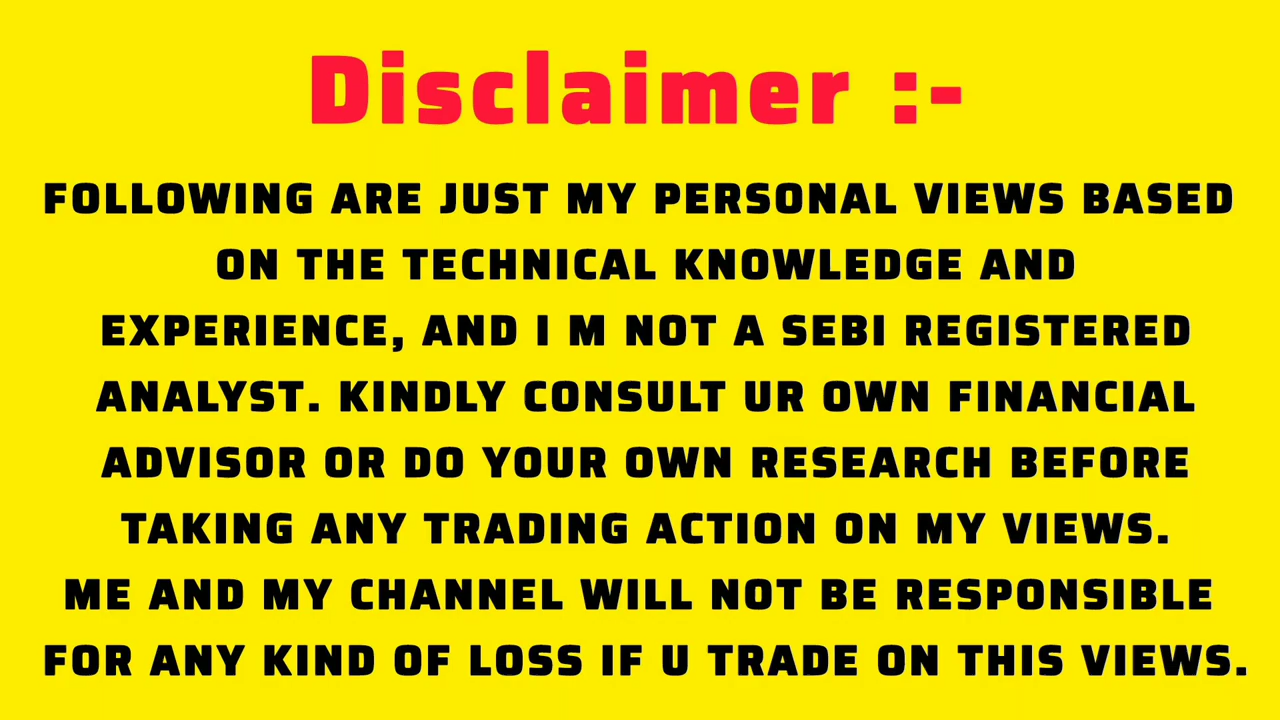 Disclaimer :-
FOLLOWING ARE JUST MY PERSONAL VIEWS BASED
ON THE TECHNICAL KNOWLEDGE AND
EXPERIENCE, AND I M NOT A SEBI REGISTERED
ANALYST. KINDLY CONSULT UR OWN FINANCIAL
ADVISOR OR DO YOUR OWN RESEARCH BEFORE
TAKING ANY TRADING ACTION ON MY VIEWS.
ME AND MY CHANNEL WILL NOT BE RESPONSIBLE
FOR ANY KIND OF LOSS IF U TRADE ON THIS VIEWS.